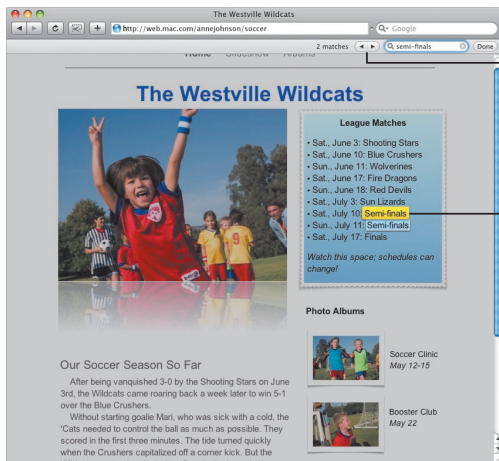 The Westville Wildcats
http://web.mac.com/annejohnson/soccer
Google
2 matches
semi-finals
Done
Home Slideshow Albums
The Westville Wildcats
League Matches
• Sat., June 3: Shooting Stars
• Sat., June 10: Blue Crushers
• Sun., June 11: Wolverines
• Sat., June 17: Fire Dragons
• Sun., June 18: Red Devils
• Sat., July 3: Sun Lizards
• Sat., July 10: Semi-finals
• Sun., July 11: Semi-finals
• Sat., July 17: Finals
Watch this space; schedules can
change!
Photo Albums
Soccer Clinic
May 12-15
Booster Club
May 22
Our Soccer Season So Far
After being vanquished 3-0 by the Shooting Stars on June
3rd, the Wildcats came roaring back a week later to win 5-1
over the Blue Crushers.
Without starting goalie Mari, who was sick with a cold, the
'Cats needed to control the ball as much as possible. They
scored in the first three minutes. The tide turned quickly
when the Crushers capitalized off a corner kick. But the